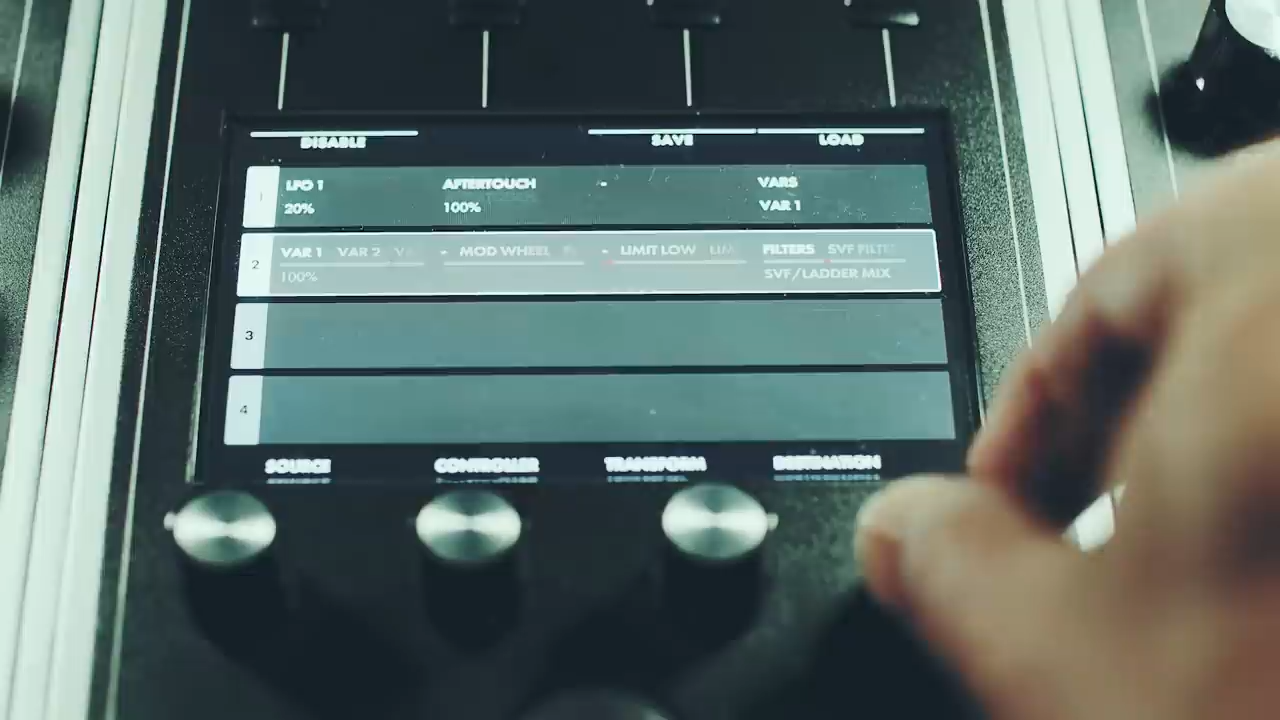 DISABLE SAVE LOAD
1 LFO 1 AFTERTOUCH - VARS
20% 100% VAR 1
2 VAR 1 VAR 2 - MOD WHEEL - LIMIT LOW FILTERS SVF
100% SVF/LADDER MIX
3
4
SOURCE CONTROLLER TRANSFORM DESTINATION